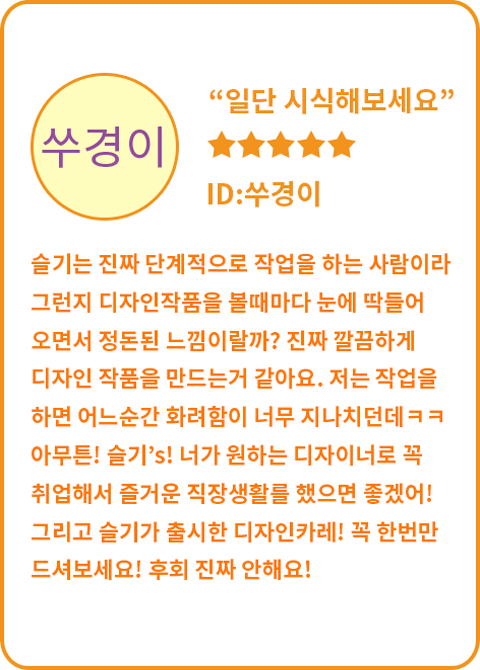 쑤경이
“일단 시식해보세요”
★★★★★
ID:쑤경이
슬기는 진짜 단계적으로 작업을 하는 사람이라
그런지 디자인작품을 볼때마다 눈에 딱들어
오면서 정돈된 느낌이랄까? 진짜 깔끔하게
디자인 작품을 만드는거 같아요. 저는 작업을
하면 어느순간 화려함이 너무 지나치던데ㅋㅋ
아무튼! 슬기’s! 너가 원하는 디자이너로 꼭
취업해서 즐거운 직장생활를 했으면 좋겠어!
그리고 슬기가 출시한 디자인카레! 꼭 한번만
드셔보세요! 후회 진짜 안해요!